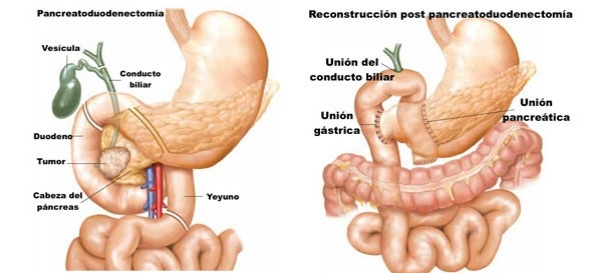 Pancreatoduodenectomía
Vesícula
Conducto
biliar
Duodeno
Tumor
Cabeza del
páncreas
Yeyuno
Reconstrucción post pancreatoduodenectomía
Unión del
conducto biliar
Unión
gástrica
Unión
pancreática